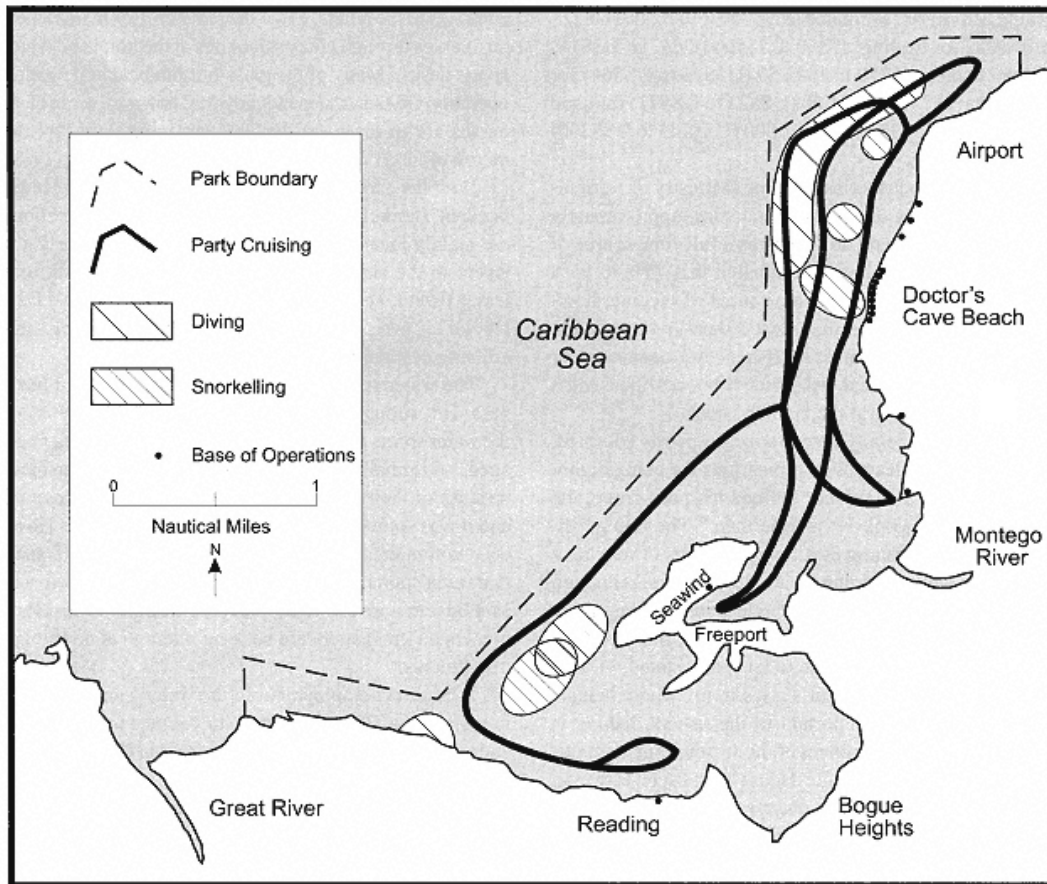 Park Boundary
Party Cruising
Diving
Snorkelling
Base of Operations
0 1
Nautical Miles
N
Caribbean
Sea
Airport
Doctor's
Cave Beach
Montego
River
Seawind
Freeport
Bogue
Heights
Reading
Great River